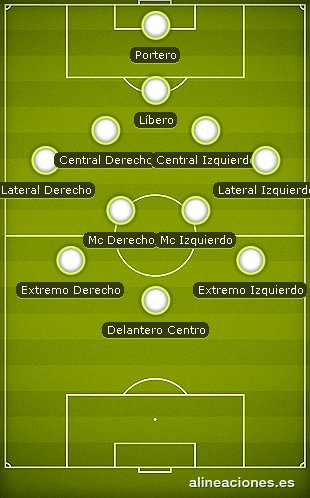 Portero
Líbero
Central Derecho
Central Izquierdo
Lateral Derecho
Lateral Izquierdo
Mc Derecho
Mc Izquierdo
Extremo Derecho
Extremo Izquierdo
Delantero Centro
alineaciones.es